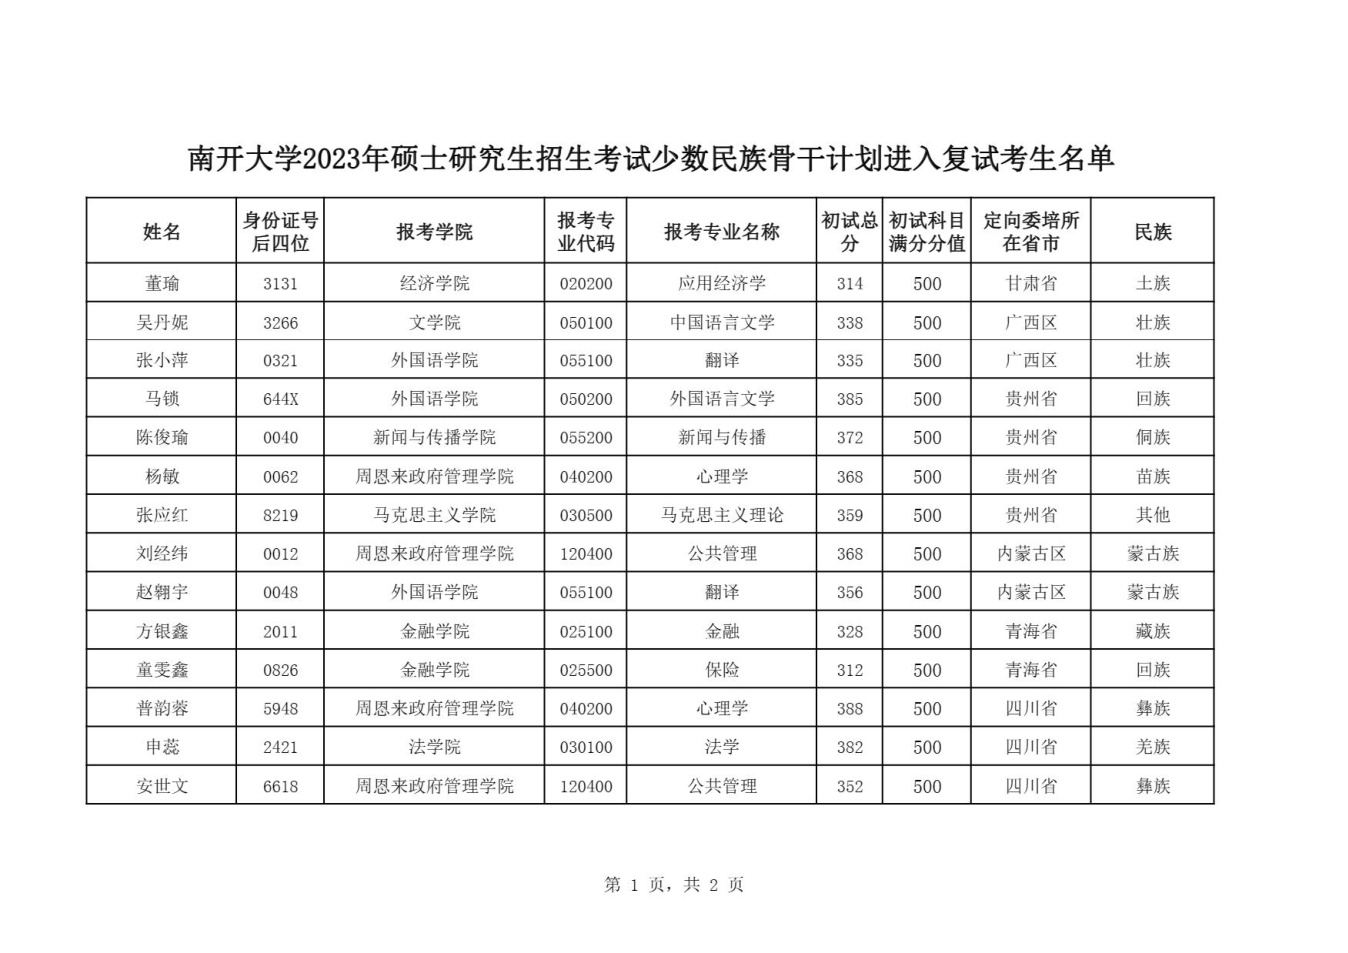 南开大学2023年硕士研究生招生考试少数民族骨干计划进入复试考生名单
姓名 身份证号后四位 报考学院 报考专业代码 报考专业名称 初试总分 初试科目满分分值 定向委培所在省市 民族
董瑜 3131 经济学院 020200 应用经济学 314 500 甘肃省 土族
吴丹妮 3266 文学院 050100 中国语言文学 338 500 广西区 壮族
张小萍 0321 外国语学院 055100 翻译 335 500 广西区 壮族
马锁 644X 外国语学院 050200 外国语言文学 385 500 贵州省 回族
陈俊瑜 0040 新闻与传播学院 055200 新闻与传播 372 500 贵州省 侗族
杨敏 0062 周恩来政府管理学院 040200 心理学 368 500 贵州省 苗族
张应红 8219 马克思主义学院 030500 马克思主义理论 359 500 贵州省 其他
刘经纬 0012 周恩来政府管理学院 120400 公共管理 368 500 内蒙古区 蒙古族
赵翱宇 0048 外国语学院 055100 翻译 356 500 内蒙古区 蒙古族
方银鑫 2011 金融学院 025100 金融 328 500 青海省 藏族
童雯鑫 0826 金融学院 025500 保险 312 500 青海省 回族
普韵蓉 5948 周恩来政府管理学院 040200 心理学 388 500 四川省 彝族
申蕊 2421 法学院 030100 法学 382 500 四川省 羌族
安世文 6618 周恩来政府管理学院 120400 公共管理 352 500 四川省 彝族
第 1 页，共 2 页